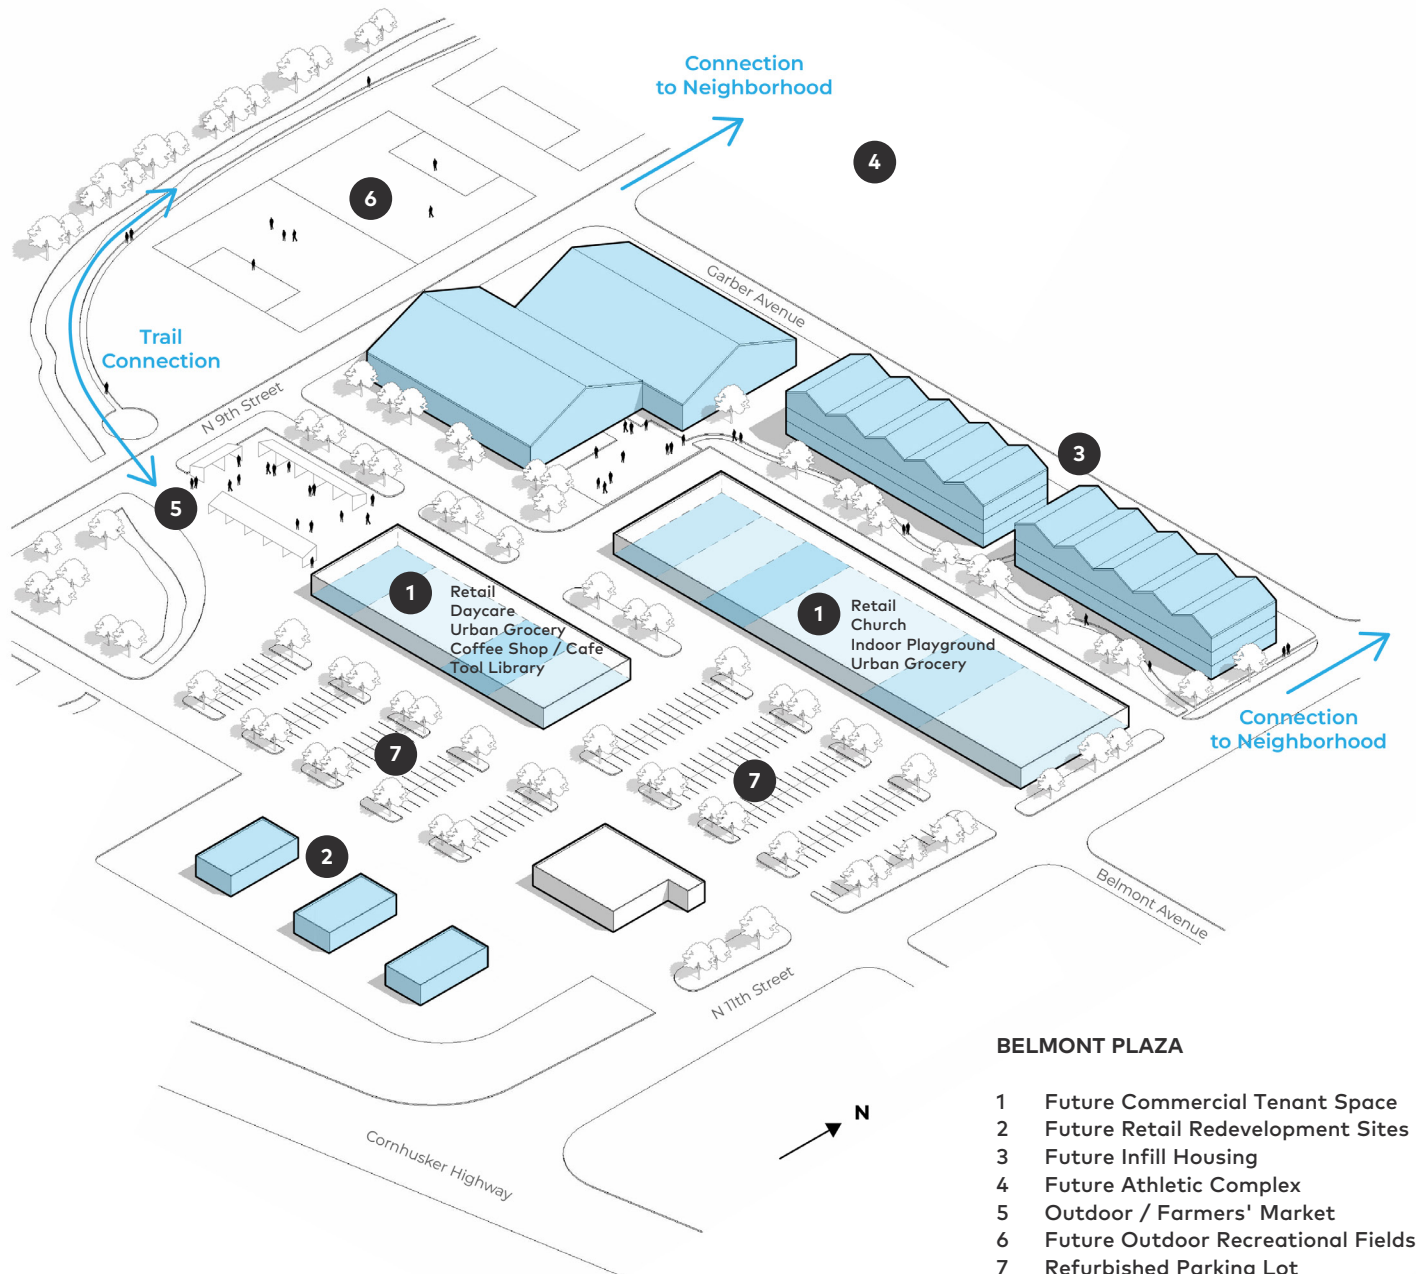 Connection
to Neighborhood
4
6
Garber Avenue
Trail
Connection
N 9th Street
3
5
1
Retail
Daycare
Urban Grocery
Coffee Shop / Cafe
Tool Library
1
Retail
Church
Indoor Playground
Urban Grocery
Connection
to Neighborhood
7
7
2
Belmont Avenue
N 11th Street
Cornhusker Highway
N
BELMONT PLAZA
1 Future Commercial Tenant Space
2 Future Retail Redevelopment Sites
3 Future Infill Housing
4 Future Athletic Complex
5 Outdoor / Farmers' Market
6 Future Outdoor Recreational Fields
7 Refurbished Parking Lot